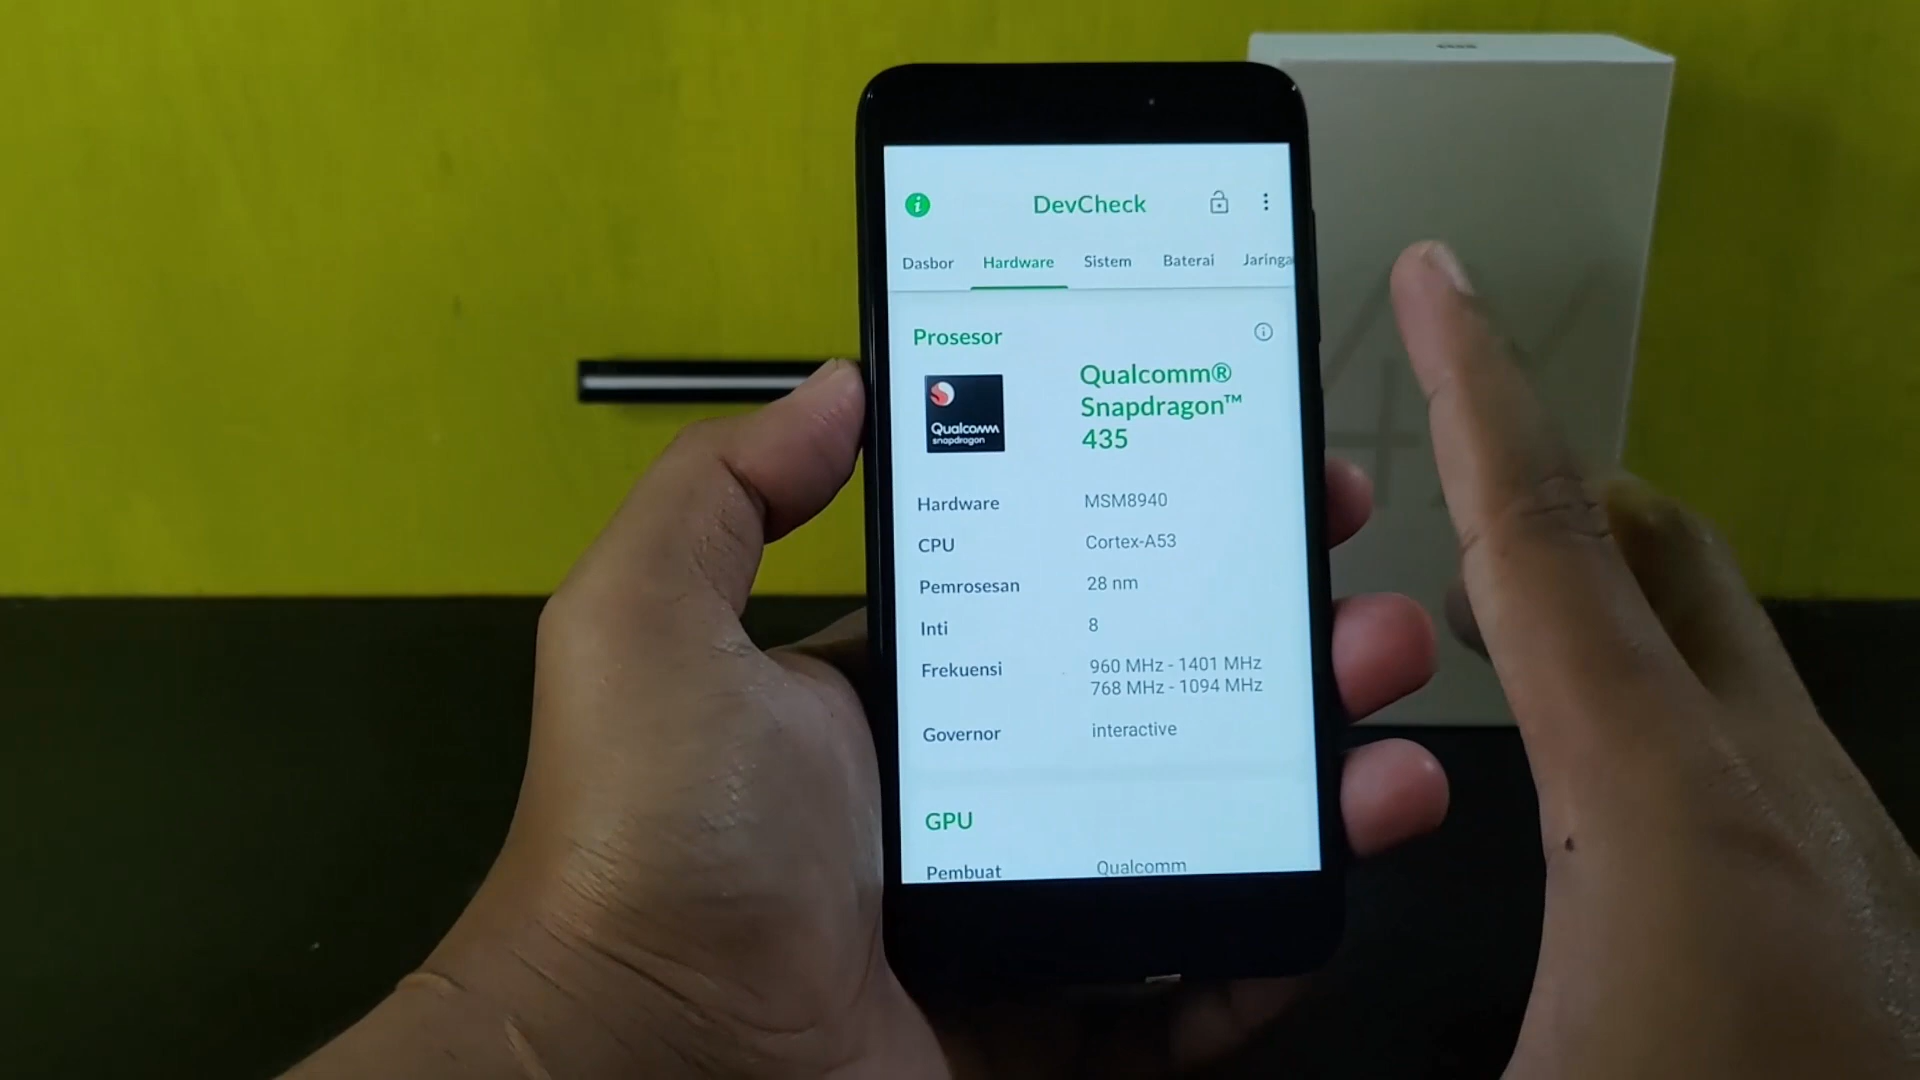 DevCheck
Dasbor Hardware Sistem Baterai Jaringa
Prosesor
Qualcomm
snapdragon
Qualcomm®
Snapdragon™
435
Hardware MSM8940
CPU Cortex-A53
Pemrosesan 28 nm
Inti 8
Frekuensi 960 MHz - 1401 MHz
768 MHz - 1094 MHz
Governor interactive
GPU
Pembuat Qualcomm